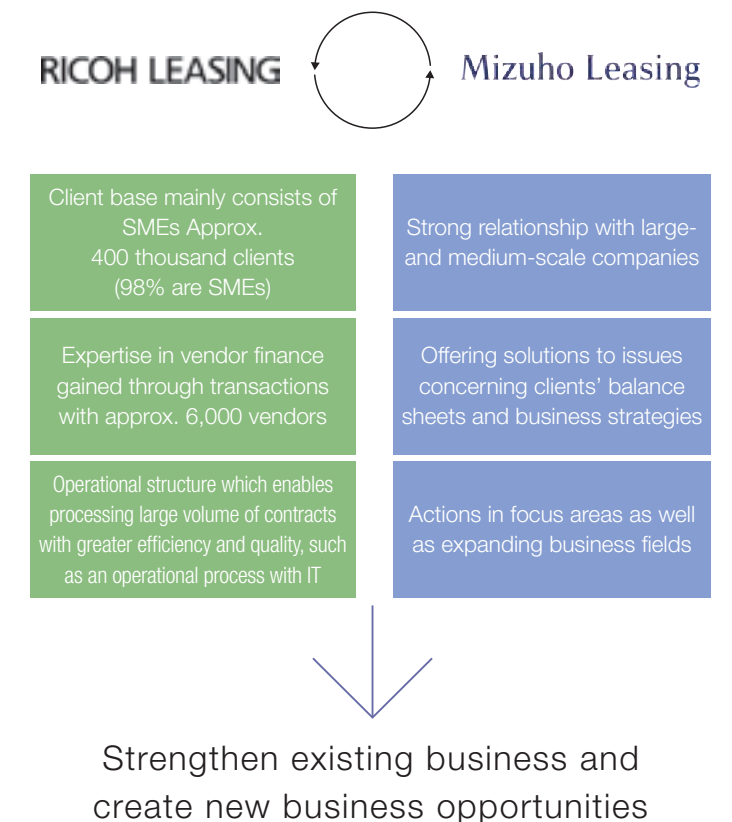 RICOH LEASING
Mizuho Leasing
Client base mainly consists of
SMEs Approx.
400 thousand clients
(98% are SMEs)
Strong relationship with large-
and medium-scale companies
Expertise in vendor finance
gained through transactions
with approx. 6,000 vendors
Offering solutions to issues
concerning clients’ balance
sheets and business strategies
Operational structure which enables
processing large volume of contracts
with greater efficiency and quality, such
as an operational process with IT
Actions in focus areas as well
as expanding business fields
Strengthen existing business and
create new business opportunities